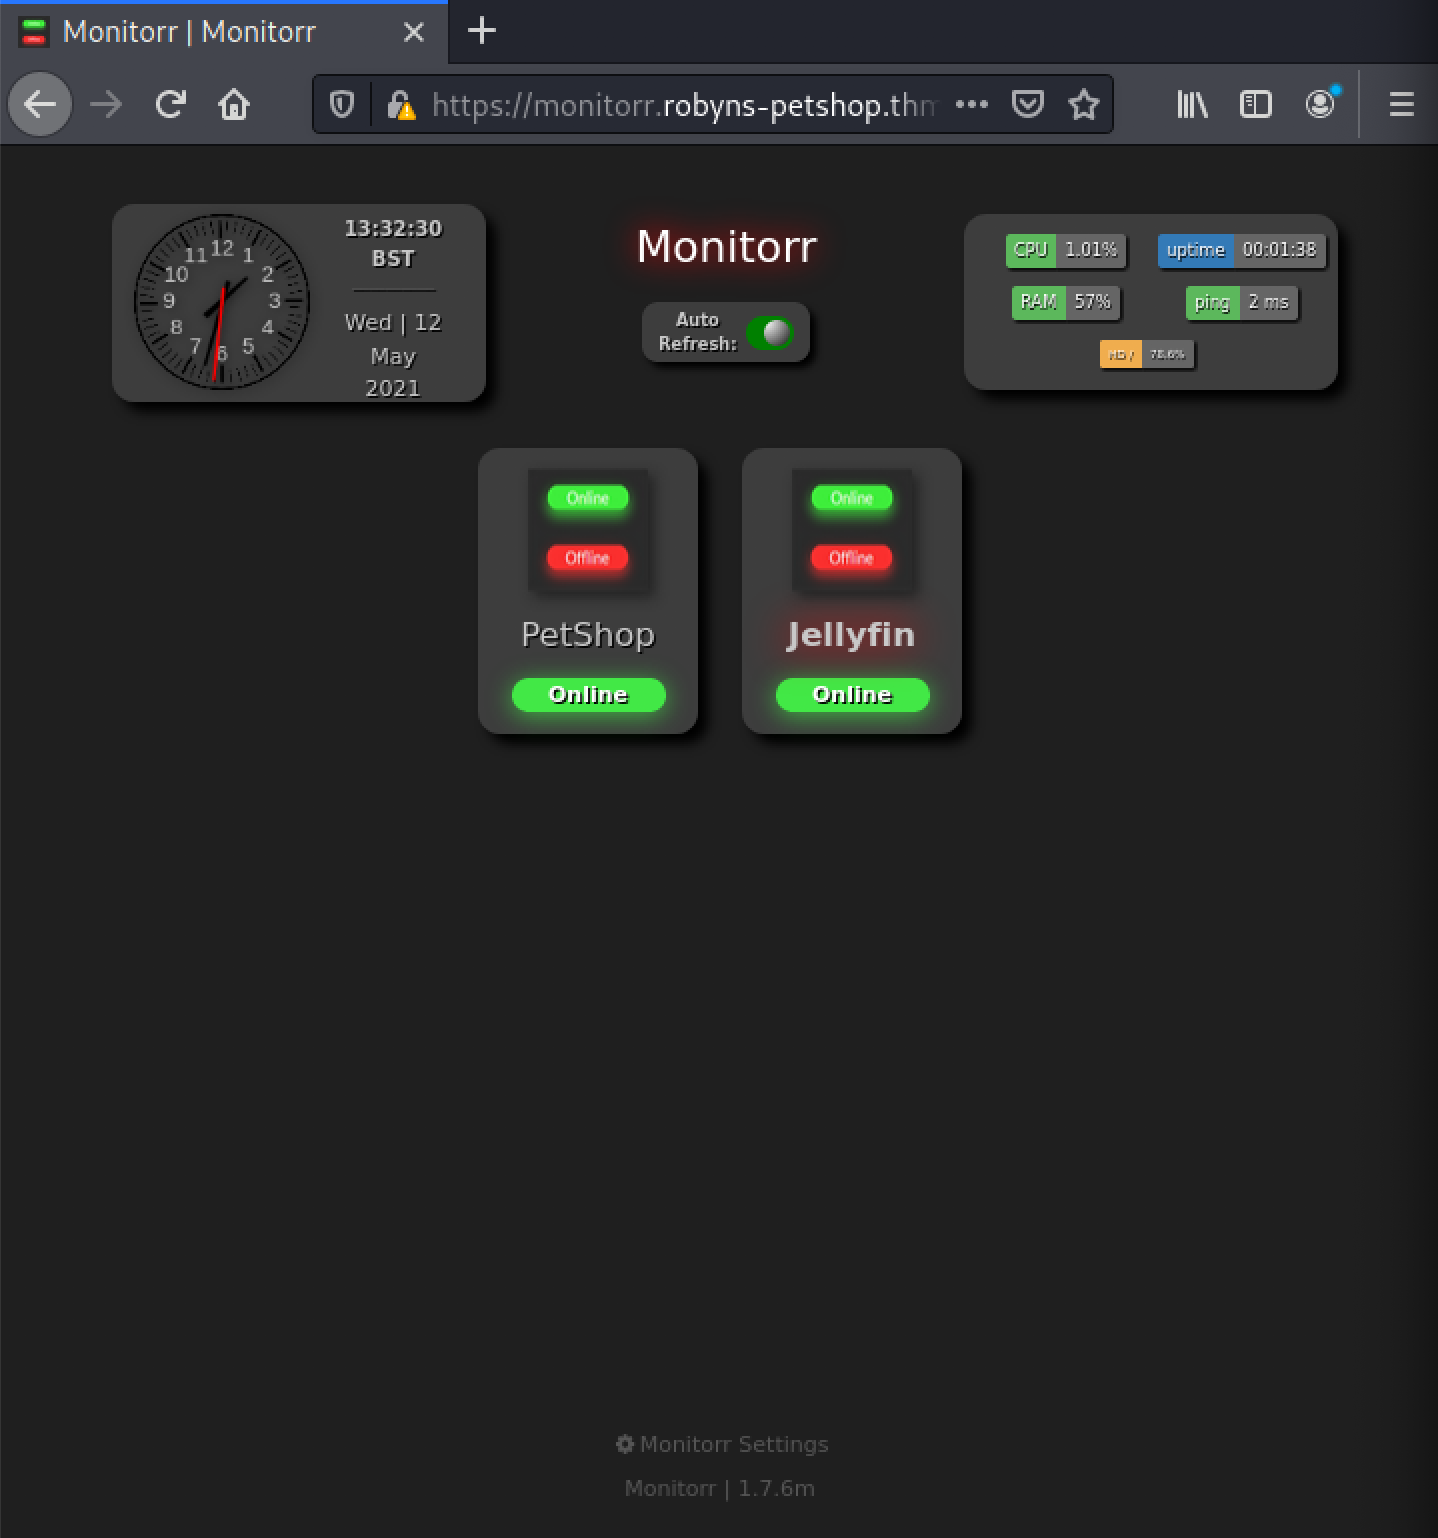 Monitorr | Monitorr
https://monitorr.robyns-petshop.thm
12
1
2
3
4
5
6
7
8
9
10
11
13:32:30
BST
Wed | 12
May
2021
Monitorr
Auto
Refresh:
CPU 1.01%
uptime 00:01:38
RAM 57%
ping 2 ms
HD / 78.6%
Online
Offline
PetShop
Online
Online
Offline
Jellyfin
Online
Monitorr Settings
Monitorr | 1.7.6m